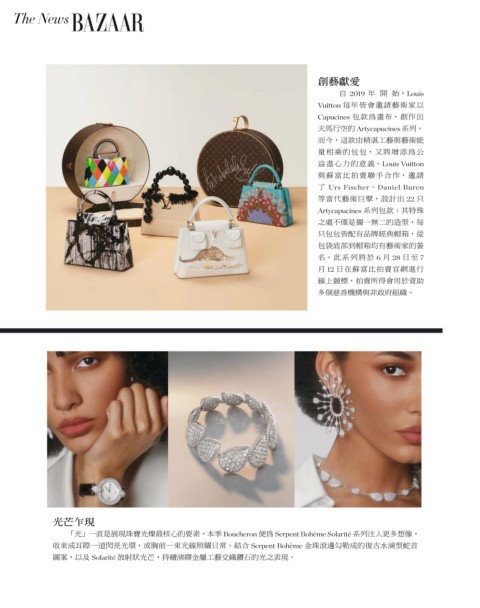 The News BAZAAR
創藝獻愛
自 2019 年 開 始，Louis
Vuitton 每年皆會邀請藝術家以
Capucines 包款為畫布，創作出
天馬行空的 Artycapucines 系列。
而今，這款由精湛工藝與藝術能
量相乘的包包，又將增添為公
益盡心力的意義。Louis Vuitton
與蘇富比拍賣聯手合作，邀請
了 Urs Fischer、Daniel Buren
等當代藝術巨擘，設計出 22 只
Artycapucines 系列包款；其特殊
之處不僅是獨一無二的造型，每
只包包皆配有品牌經典帽箱，從
包袋底部到帽箱均有藝術家的簽
名。此系列將於 6 月 28 日至 7
月 12 日在蘇富比拍賣官網進行
線上競標，拍賣所得會用於資助
多個慈善機構與非政府組織。
光芒乍現
「光」一直是展現珠寶光燦最核心的要素，本季 Boucheron 便為 Serpent Bohème Solarité 系列注入更多想像，
收束成耳際一道閃亮光環，或胸前一束光線照耀日常。結合 Serpent Bohème 金珠滾邊勾勒成的復古水滴型蛇首
圖案，以及 Solarité 放射狀光芒，持續演繹金屬工藝交織鑽石的光之表現。